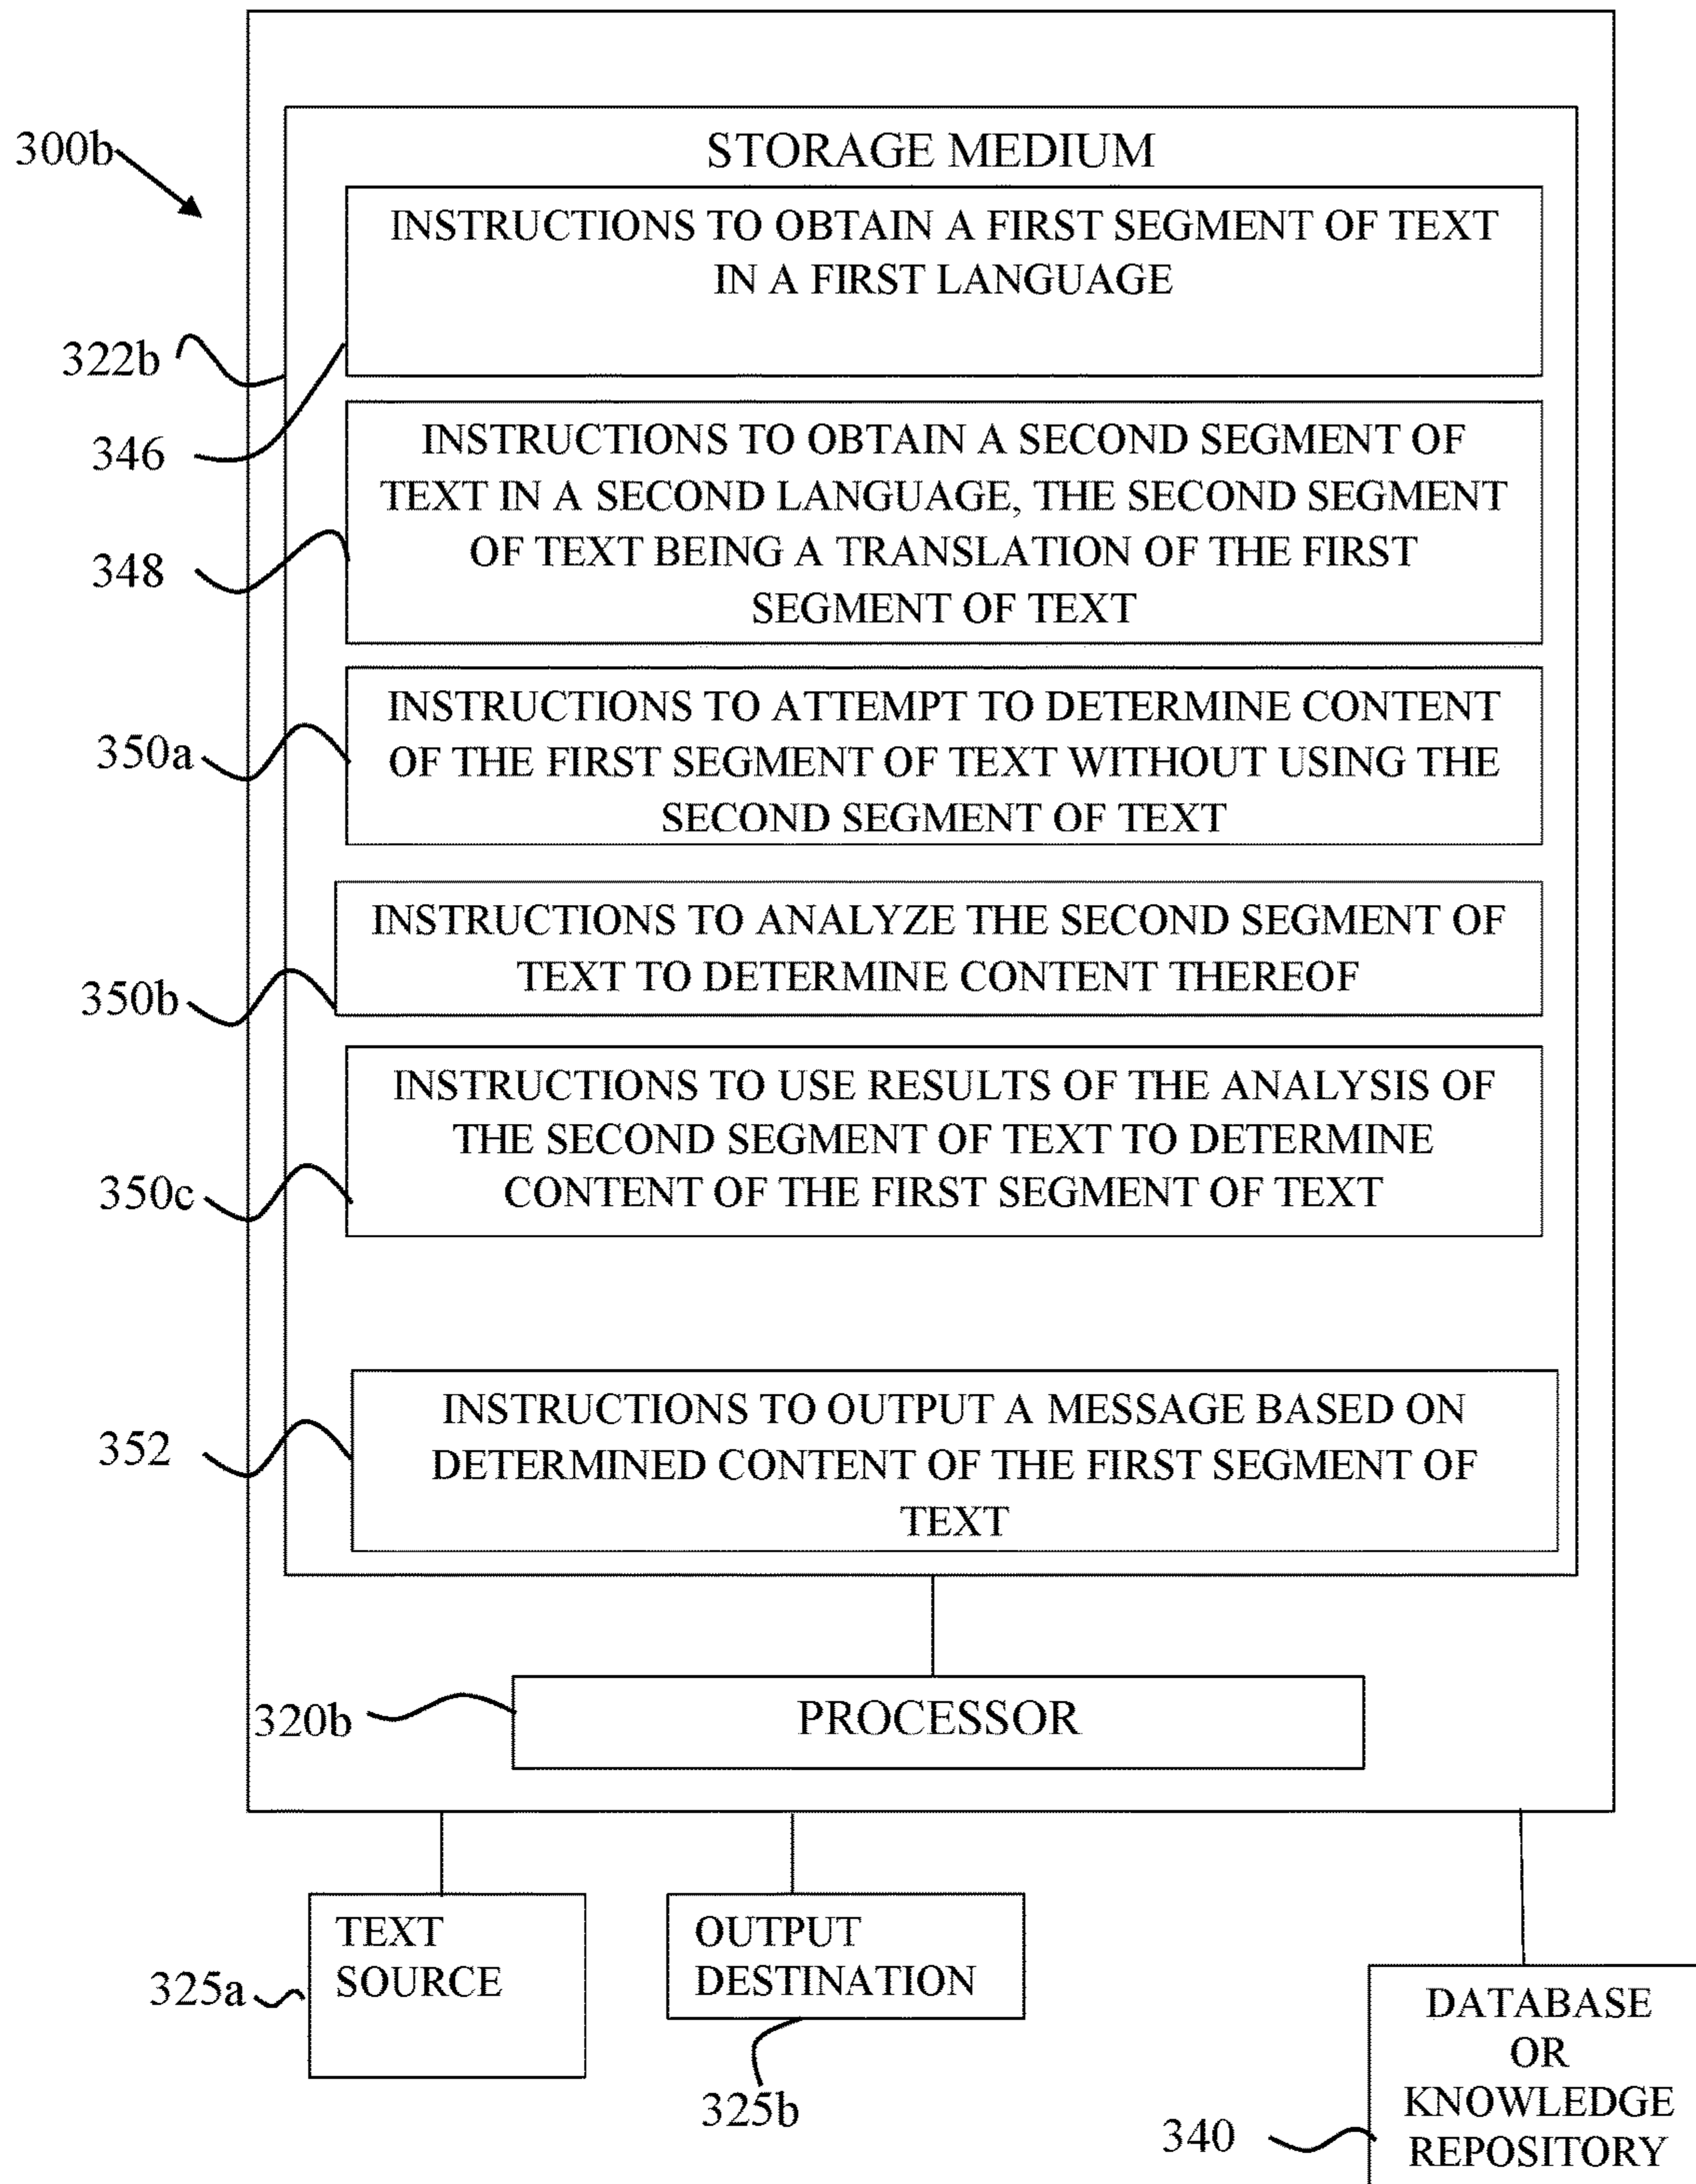 300b
STORAGE MEDIUM
INSTRUCTIONS TO OBTAIN A FIRST SEGMENT OF TEXT
IN A FIRST LANGUAGE
322b
346
INSTRUCTIONS TO OBTAIN A SECOND SEGMENT OF
TEXT IN A SECOND LANGUAGE, THE SECOND SEGMENT
OF TEXT BEING A TRANSLATION OF THE FIRST
SEGMENT OF TEXT
348
INSTRUCTIONS TO ATTEMPT TO DETERMINE CONTENT
OF THE FIRST SEGMENT OF TEXT WITHOUT USING THE
SECOND SEGMENT OF TEXT
350a
INSTRUCTIONS TO ANALYZE THE SECOND SEGMENT OF
TEXT TO DETERMINE CONTENT THEREOF
350b
INSTRUCTIONS TO USE RESULTS OF THE ANALYSIS OF
THE SECOND SEGMENT OF TEXT TO DETERMINE
CONTENT OF THE FIRST SEGMENT OF TEXT
350c
INSTRUCTIONS TO OUTPUT A MESSAGE BASED ON
DETERMINED CONTENT OF THE FIRST SEGMENT OF
TEXT
352
PROCESSOR
320b
TEXT
SOURCE
325a
OUTPUT
DESTINATION
325b
DATABASE
OR
KNOWLEDGE
REPOSITORY
340